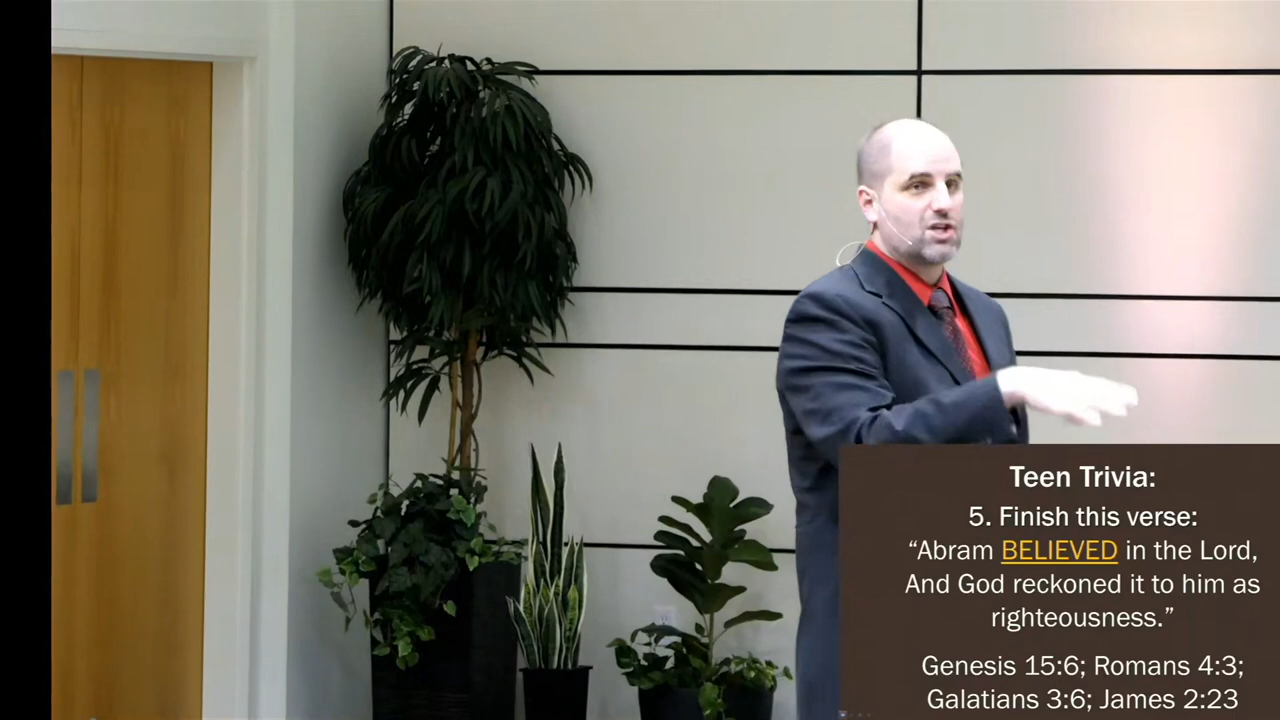 Teen Trivia:
5. Finish this verse:
“Abram BELIEVED in the Lord,
And God reckoned it to him as
righteousness.”
Genesis 15:6; Romans 4:3;
Galatians 3:6; James 2:23